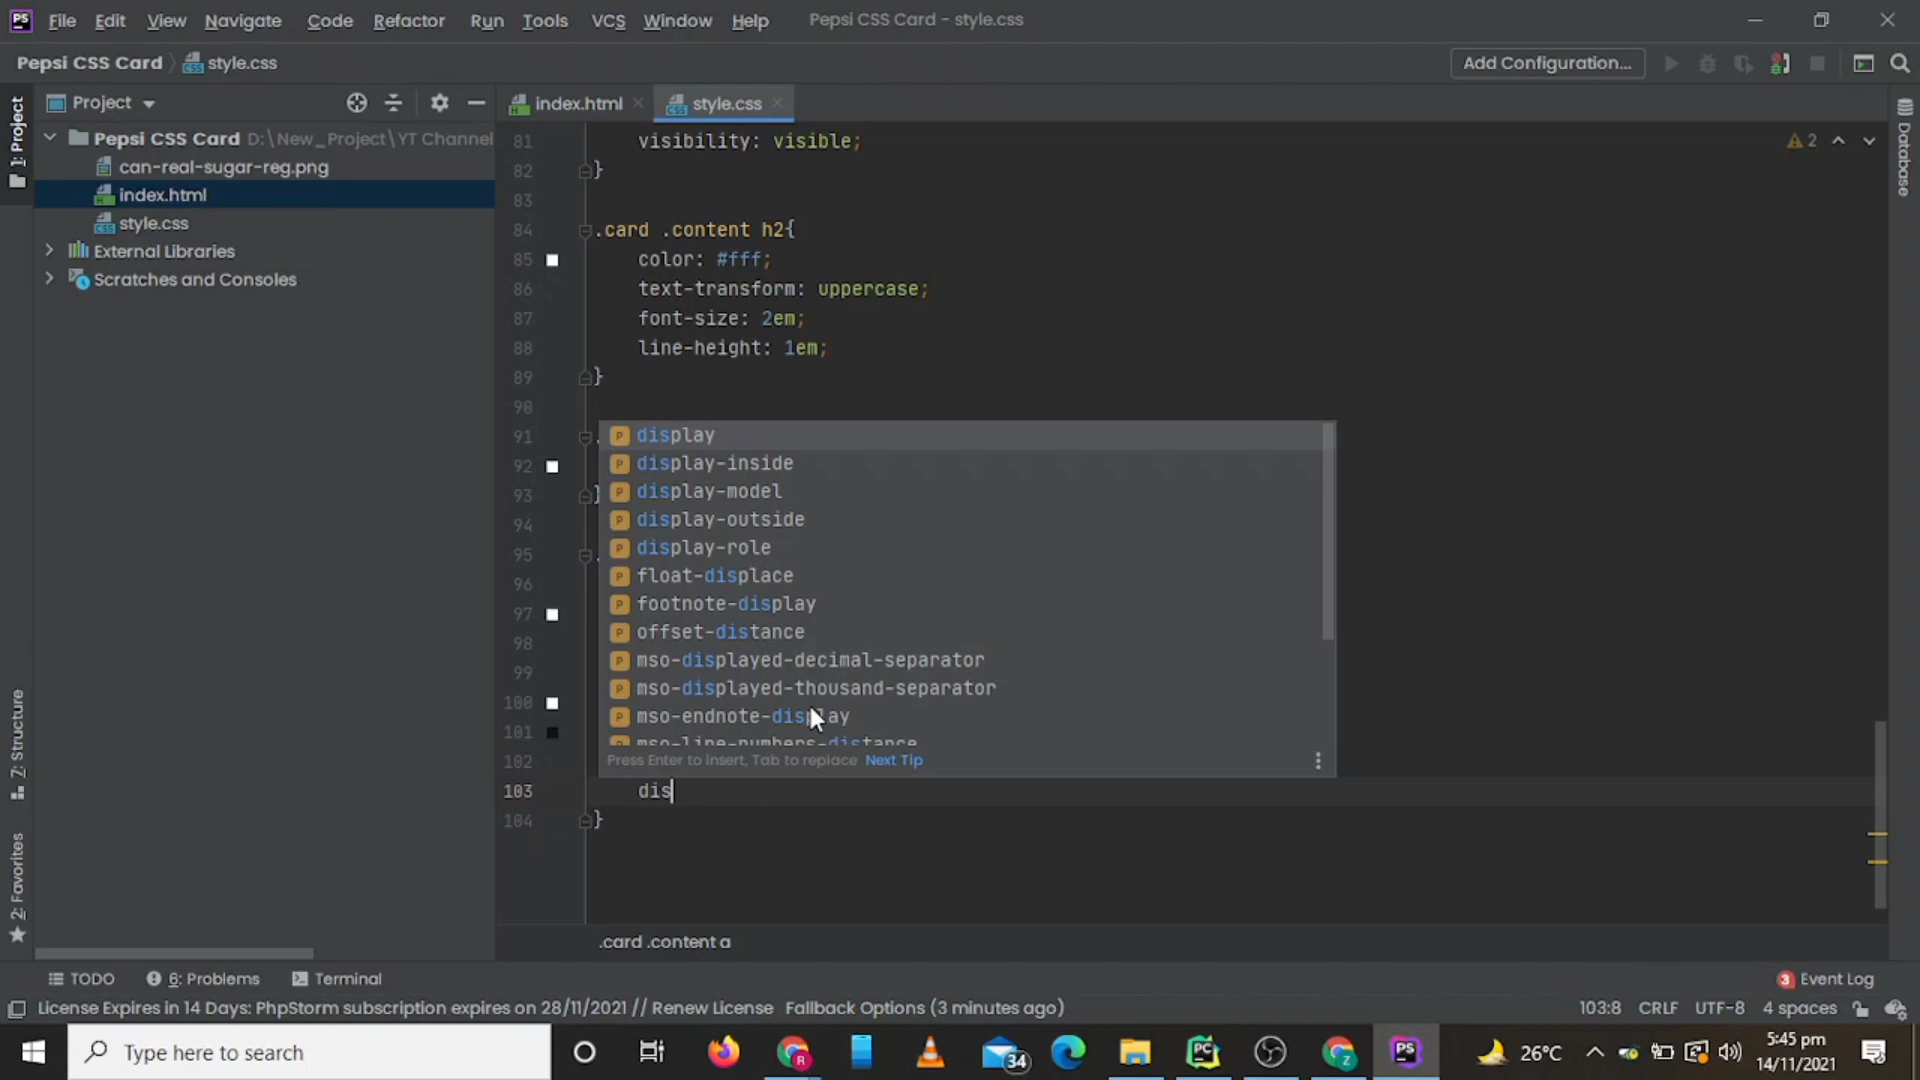 PS File Edit View Navigate Code Refactor Run Tools VCS Window Help Pepsi CSS Card - style.css
Pepsi CSS Card style.css Add Configuration...
1: Project
Project
index.html
style.css
Pepsi CSS Card D:\New_Project\YT Channel
can-real-sugar-reg.png
index.html
style.css
External Libraries
Scratches and Consoles
Database
2
81 visibility: visible;
82 }
83
84 .card .content h2{
85 color: #fff;
86 text-transform: uppercase;
87 font-size: 2em;
88 line-height: 1em;
89 }
90
91 .
92
93 }
94
95 .
96
97
98
99
100
101
102
display
display-inside
display-model
display-outside
display-role
float-displace
footnote-display
offset-distance
mso-displayed-decimal-separator
mso-displayed-thousand-separator
mso-endnote-display
mso-line-numbers-distance
Press Enter to insert, Tab to replace Next Tip
103 dis
104 }
.card .content a
Z: Structure
2: Favorites
TODO 6: Problems Terminal 3 Event Log
License Expires in 14 Days: PhpStorm subscription expires on 28/11/2021 // Renew License Fallback Options (3 minutes ago) 103:8 CRLF UTF-8 4 spaces
Type here to search 34 PC Z PS 26°C 5:45 pm
14/11/2021